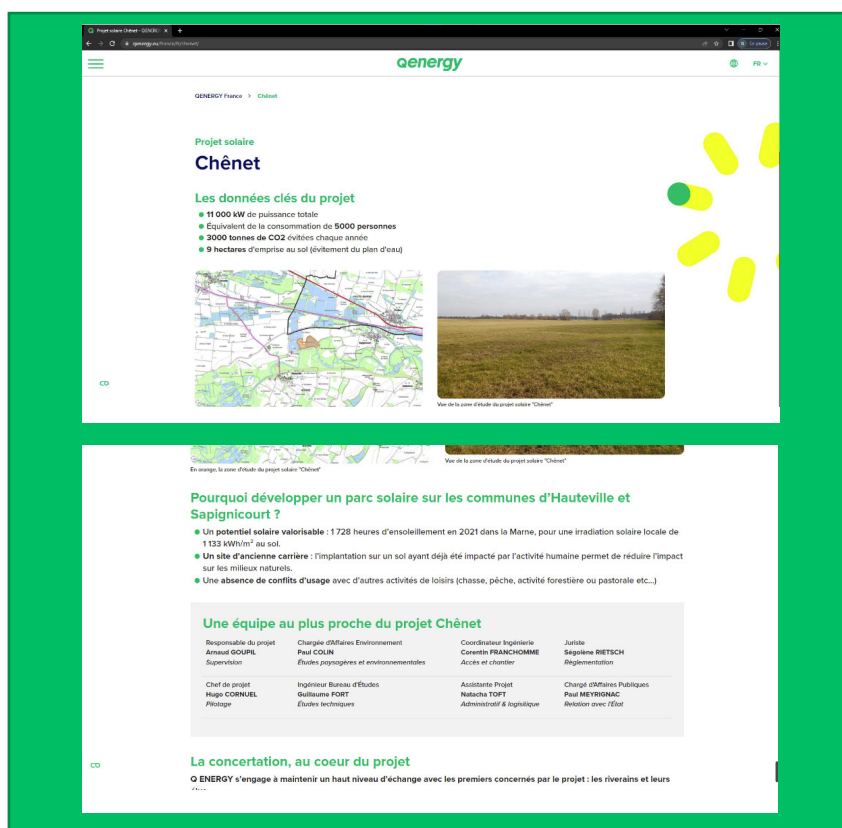 Projet solaire Chênet - QENERGY
qenergy.eu/france/fr/chenet/
Qenergy
FR
QENERGY France > Chênet
Projet solaire
Chênet
Les données clés du projet
11 000 kW de puissance totale
Équivalent de la consommation de 5000 personnes
3000 tonnes de CO2 évitées chaque année
9 hectares d'emprise au sol (évitement du plan d'eau)
Vue de la zone d'étude du projet solaire "Chênet"
Vue de la zone d'étude du projet solaire "Chênet"
En orange, la zone d'étude du projet solaire "Chênet"
Pourquoi développer un parc solaire sur les communes d'Hauteville et
Sapignicourt ?
Un potentiel solaire valorisable : 1 728 heures d'ensoleillement en 2021 dans la Marne, pour une irradiation solaire locale de
1 133 kWh/m² au sol.
Un site d'ancienne carrière : l'implantation sur un sol ayant déjà été impacté par l'activité humaine permet de réduire l'impact
sur les milieux naturels.
Une absence de conflits d'usage avec d'autres activités de loisirs (chasse, pêche, activité forestière ou pastorale etc...)
Une équipe au plus proche du projet Chênet
Responsable du projet Chargée d'Affaires Environnement Coordinateur Ingénierie Juriste
Arnaud GOUPIL Paul COLIN Corentin FRANCHOMME Ségolène RIETSCH
Supervision Études paysagères et environnementales Accès et chantier Règlementation
Chef de projet Ingénieur Bureau d'Études Assistante Projet Chargé d'Affaires Publiques
Hugo CORNUEL Guillaume FORT Natacha TOFT Paul MEYRIGNAC
Pilotage Études techniques Administratif & logisitique Relation avec l'État
La concertation, au coeur du projet
Q ENERGY s'engage à maintenir un haut niveau d'échange avec les premiers concernés par le projet : les riverains et leurs